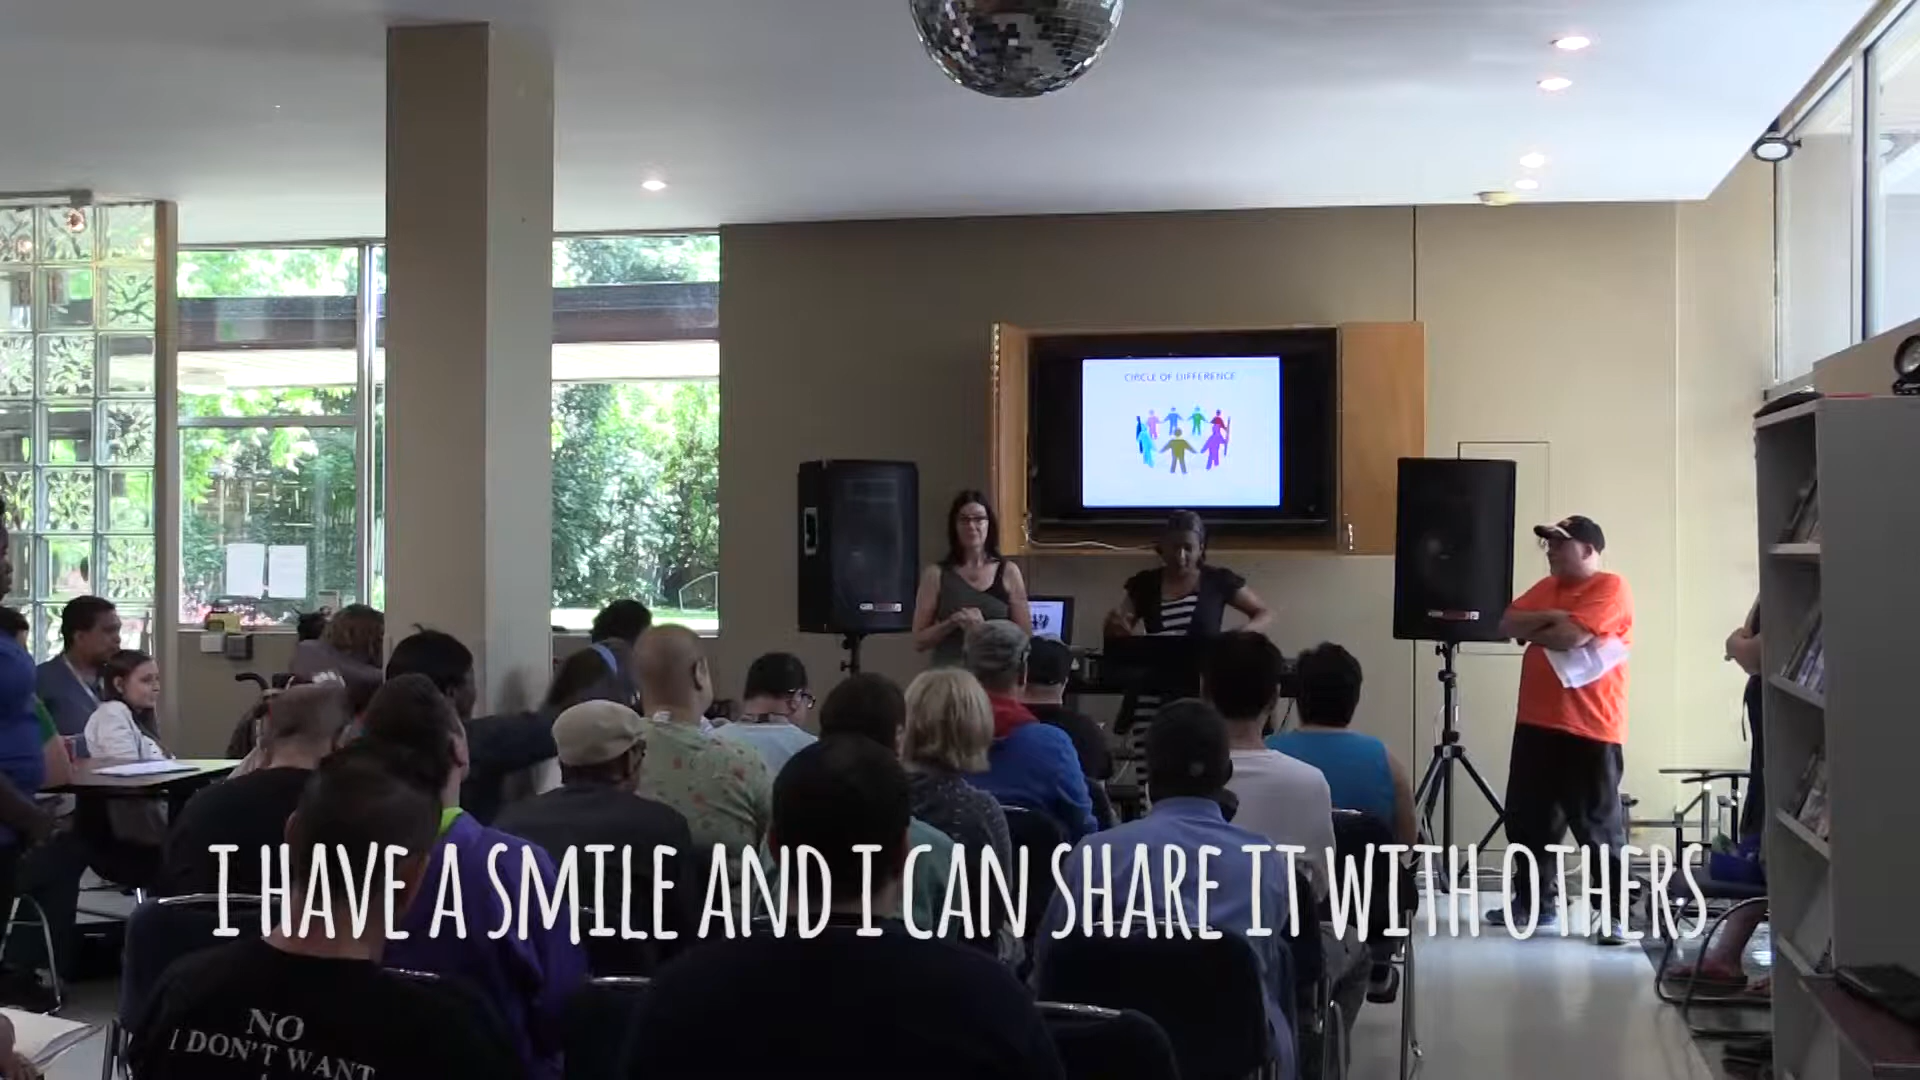 CIRCLE OF DIFFERENCE
I HAVE A SMILE AND I CAN SHARE IT WITH OTHERS
NO
I DON'T WANT